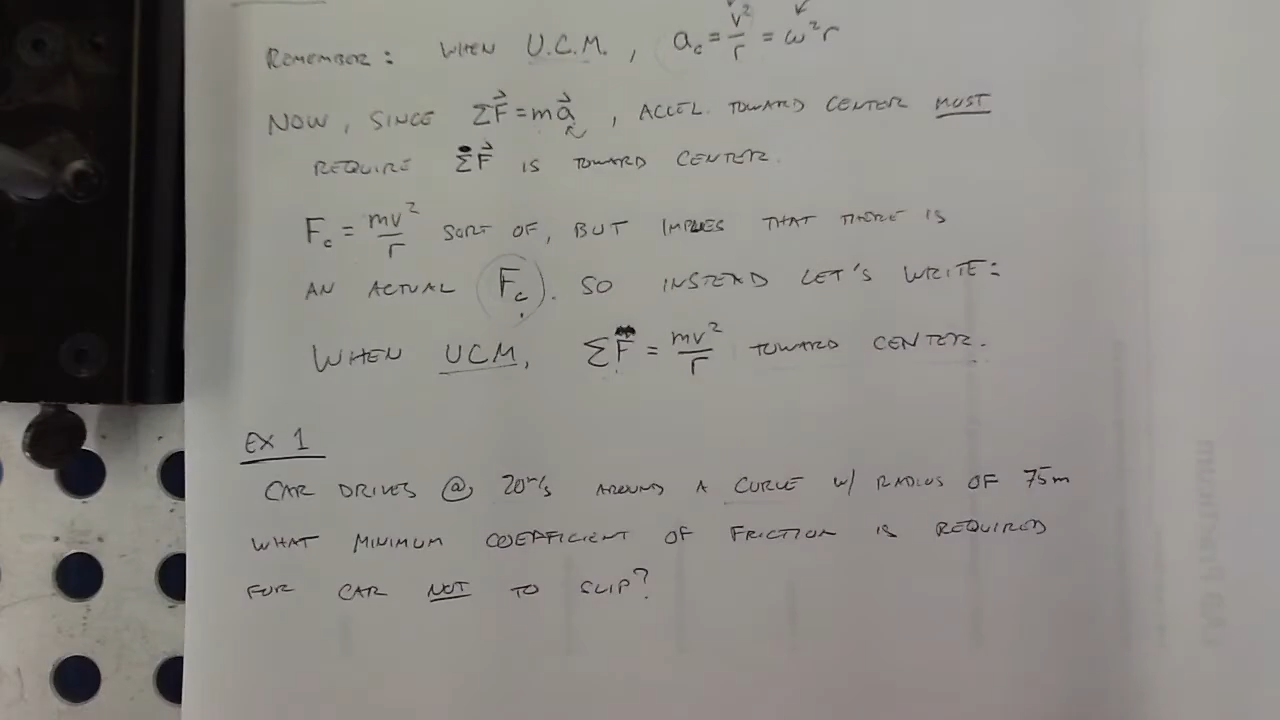 REMEMBER: WHEN U.C.M., a_c = v²/r = ω²r
NOW, SINCE ΣF⃗ = ma⃗, ACCEL. TOWARD CENTER MUST
REQUIRE ΣF⃗ IS TOWARD CENTER.
F_c = mv²/r SORT OF, BUT IMPLIES THAT THERE IS
AN ACTUAL F_c. SO INSTEAD LET'S WRITE:
WHEN UCM, ΣF = mv²/r TOWARD CENTER.
EX 1
CAR DRIVES @ 20m/s AROUND A CURVE W/ RADIUS OF 75m
WHAT MINIMUM COEFFICIENT OF FRICTION IS REQUIRED
FOR CAR NOT TO SLIP?